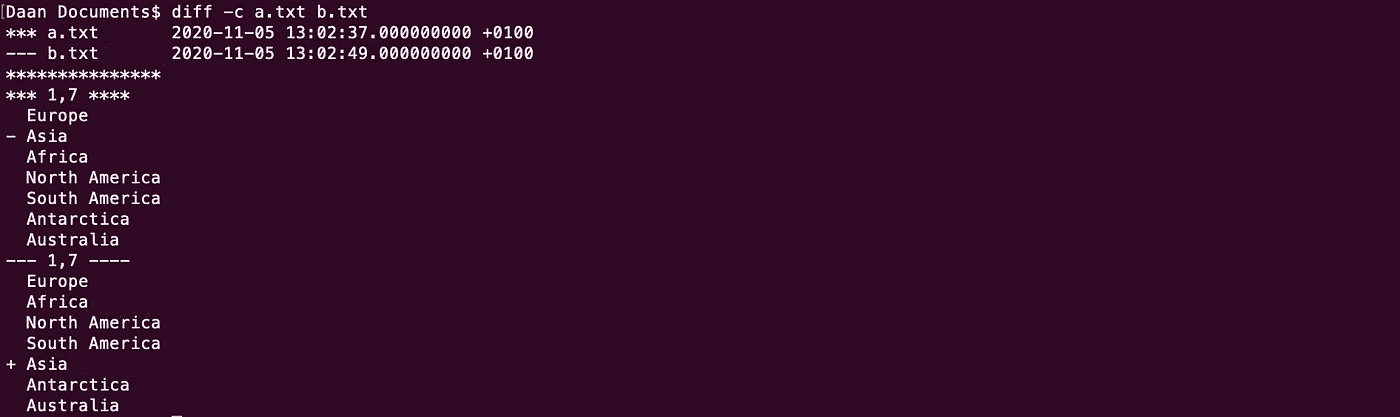 [Daan Documents$ diff -c a.txt b.txt
*** a.txt       2020-11-05 13:02:37.000000000 +0100
--- b.txt       2020-11-05 13:02:49.000000000 +0100
***************
*** 1,7 ****
  Europe
- Asia
  Africa
  North America
  South America
  Antarctica
  Australia
--- 1,7 ----
  Europe
  Africa
  North America
  South America
+ Asia
  Antarctica
  Australia